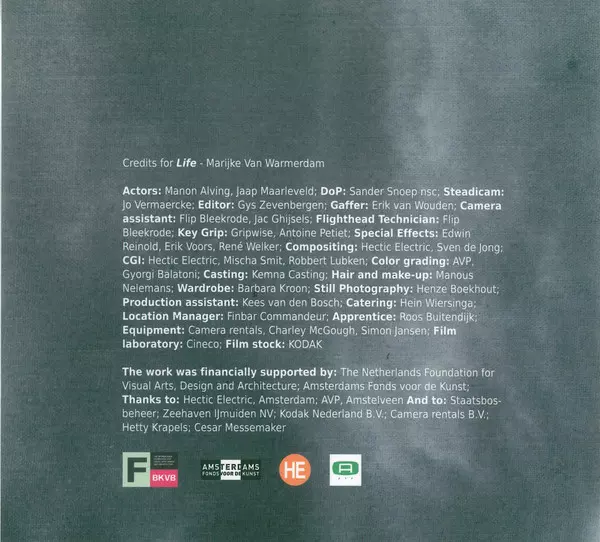 Credits for Life - Marijke Van Warmerdam
Actors: Manon Alving, Jaap Maarleveld; DoP: Sander Snoep nsc, Steadicam:
Jo Vermaercke; Editor: Gys Zevenbergen; Gaffer: Erik van Wouden; Camera
assistant: Flip Bleekrode, Jac Ghijsels; Flighthead Technician: Flip
Bleekrode; Key Grip: Gripwise, Antoine Petiet; Special Effects: Edwin
Reinold, Erik Voors, René Weiker; Compositing: Hectic Electric, Sven de Jong;
CGI: Hectic Electric, Mischa Smit, Robbert Lubken; Color grading: AVP,
Gyorgi Balatoni; Casting: Kemna Casting; Hair and make-up: Manous
Nelemans; Wardrobe: Barbara Kroon; Still Photography: Henze Boekhout;
Production assistant: Kees van den Bosch; Catering: Hein Wiersinga;
Location Manager: Finbar Commandeur; Apprentice: Roos Buitendijk;
Equipment: Camera rentals, Charley McGough, Simon Jansen; Film
laboratory: Cineco; Film stock: KODAK
The work was financially supported by: The Netherlands Foundation for
Visual Arts, Design and Architecture; Amsterdams Fonds voor de Kunst;
Thanks to: Hectic Electric, Amsterdam; AVP, Amstelveen And to: Staatsbos-
beheer; Zeehaven IJmuiden NV; Kodak Nederland B.V.; Camera rentals B.V.;
Hetty Krapels; Cesar Messemaker
F
BKVB
AMSTERDAMS
FONDS VOOR DE KUNST
HE
A
AVP